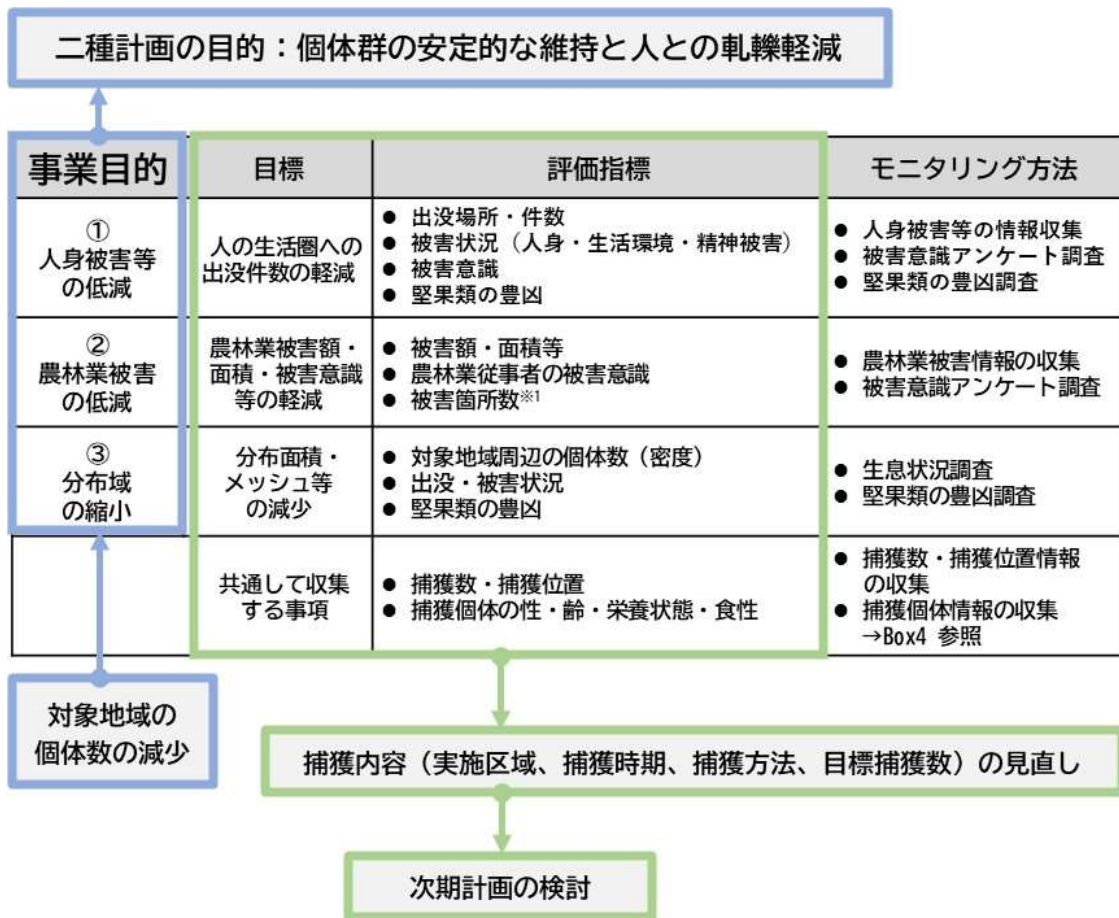 二種計画の目的：個体群の安定的な維持と人との軋轢軽減
事業目的
目標
評価指標
モニタリング方法
①
人身被害等
の低減
人の生活圏への
出没件数の軽減
● 出没場所・件数
● 被害状況（人身・生活環境・精神被害）
● 被害意識
● 堅果類の豊凶
● 人身被害等の情報収集
● 被害意識アンケート調査
● 堅果類の豊凶調査
②
農林業被害
の低減
農林業被害額・
面積・被害意識
等の軽減
● 被害額・面積等
● 農林業従事者の被害意識
● 被害箇所数※1
● 農林業被害情報の収集
● 被害意識アンケート調査
③
分布域
の縮小
分布面積・
メッシュ等
の減少
● 対象地域周辺の個体数（密度）
● 出没・被害状況
● 堅果類の豊凶
● 生息状況調査
● 堅果類の豊凶調査
共通して収集
する事項
● 捕獲数・捕獲位置
● 捕獲個体の性・齢・栄養状態・食性
● 捕獲数・捕獲位置情報
の収集
● 捕獲個体情報の収集
→Box4 参照
対象地域の
個体数の減少
捕獲内容（実施区域、捕獲時期、捕獲方法、目標捕獲数）の見直し
次期計画の検討